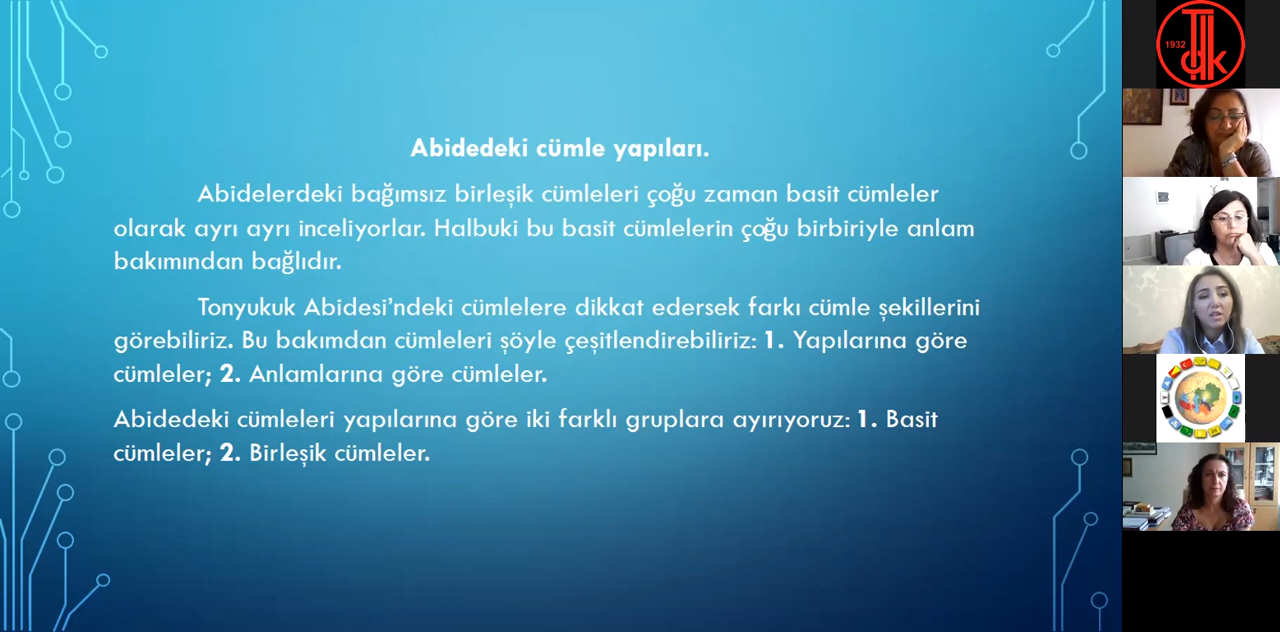 Abidedeki cümle yapıları.
Abidelerdeki bağımsız birleşik cümleleri çoğu zaman basit cümleler
olarak ayrı ayrı inceliyorlar. Halbuki bu basit cümlelerin çoğu birbiriyle anlam
bakımından bağlıdır.
Tonyukuk Abidesi’ndeki cümlelere dikkat edersek farkı cümle şekillerini
görebiliriz. Bu bakımdan cümleleri şöyle çeşitlendirebiliriz: 1. Yapılarına göre
cümleler; 2. Anlamlarına göre cümleler.
Abidedeki cümleleri yapılarına göre iki farklı gruplara ayırıyoruz: 1. Basit
cümleler; 2. Birleşik cümleler.
1932